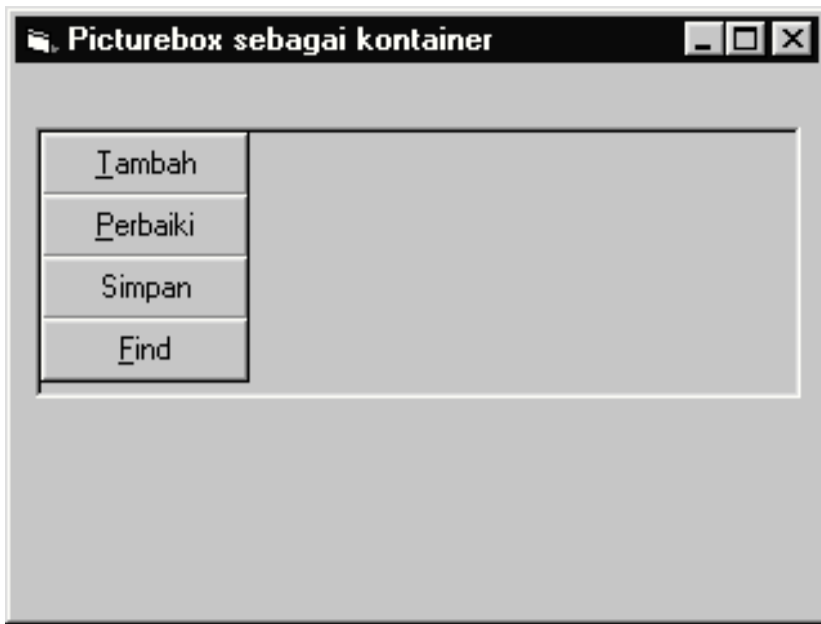 Picturebox sebagai kontainer
Tambah
Perbaiki
Simpan
Find